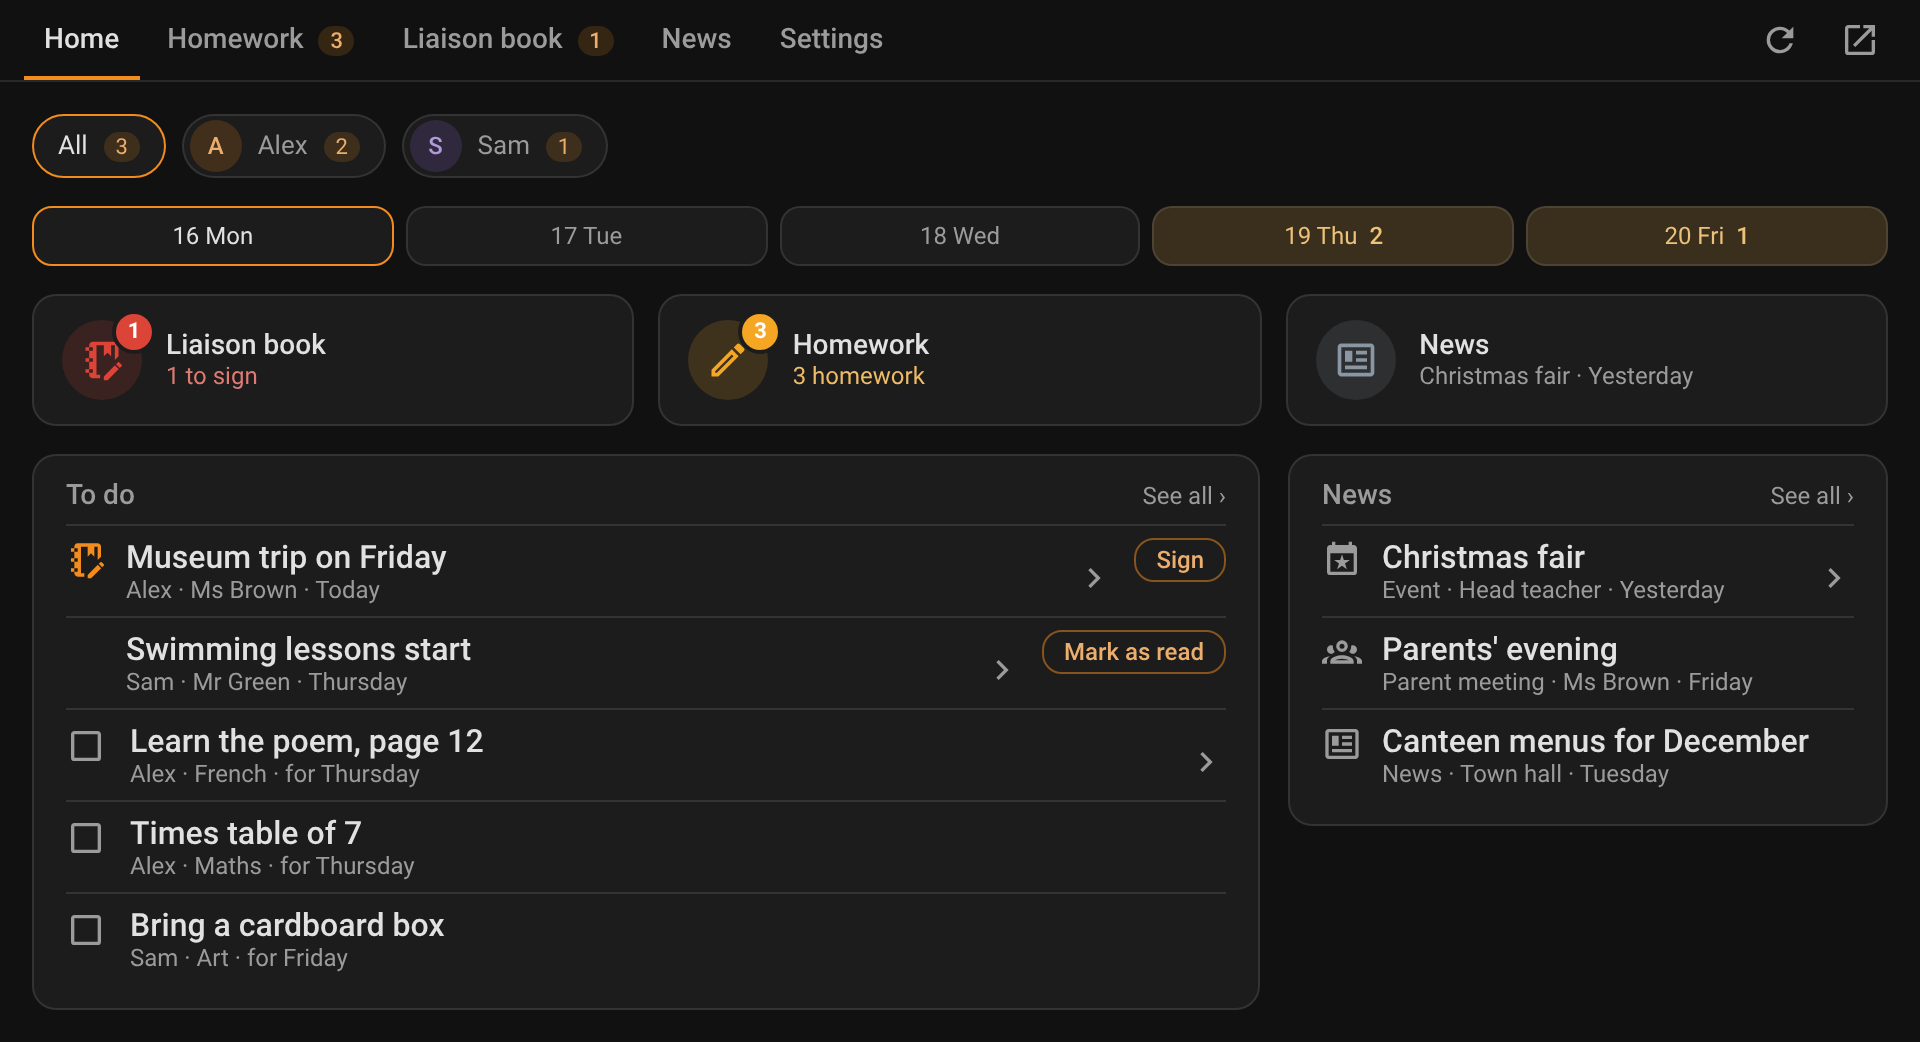 Home Homework 3 Liaison book 1 News Settings
All 3 A Alex 2 S Sam 1
16 Mon 17 Tue 18 Wed 19 Thu 2 20 Fri 1
1
Liaison book
1 to sign
3
Homework
3 homework
News
Christmas fair · Yesterday
To do See all ›
Museum trip on Friday
Alex · Ms Brown · Today
Sign
Swimming lessons start
Sam · Mr Green · Thursday
Mark as read
Learn the poem, page 12
Alex · French · for Thursday
Times table of 7
Alex · Maths · for Thursday
Bring a cardboard box
Sam · Art · for Friday
News See all ›
Christmas fair
Event · Head teacher · Yesterday
Parents' evening
Parent meeting · Ms Brown · Friday
Canteen menus for December
News · Town hall · Tuesday